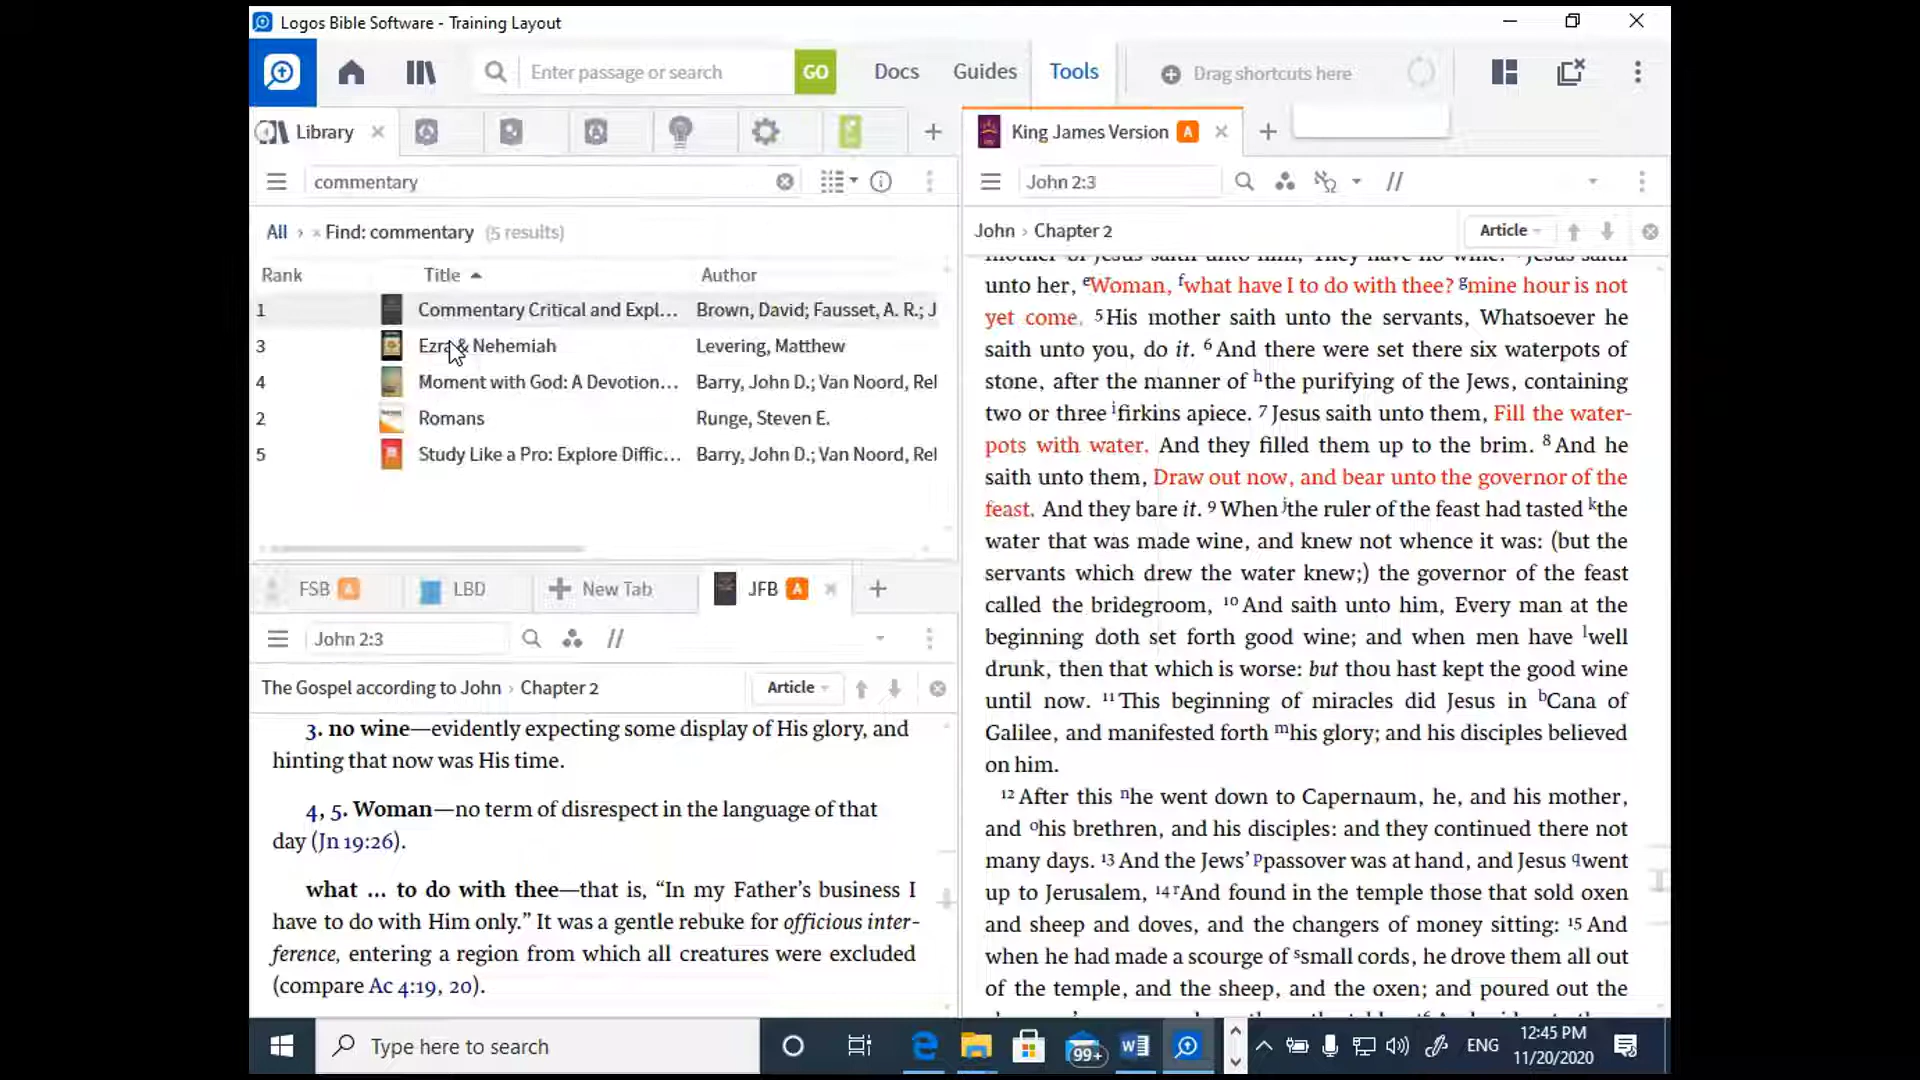 Logos Bible Software - Training Layout
Enter passage or search
GO
Docs
Guides
Tools
Drag shortcuts here
Library
commentary
All › × Find: commentary (5 results)
Rank Title Author
1 Commentary Critical and Expl... Brown, David; Fausset, A. R.; J
3 Ezra & Nehemiah Levering, Matthew
4 Moment with God: A Devotion... Barry, John D.; Van Noord, Rel
2 Romans Runge, Steven E.
5 Study Like a Pro: Explore Diffic... Barry, John D.; Van Noord, Rel
FSB A
LBD
New Tab
JFB A
John 2:3
The Gospel according to John › Chapter 2
Article
3. no wine—evidently expecting some display of His glory, and
hinting that now was His time.
4, 5. Woman—no term of disrespect in the language of that
day (Jn 19:26).
what ... to do with thee—that is, “In my Father’s business I
have to do with Him only.” It was a gentle rebuke for officious inter-
ference, entering a region from which all creatures were excluded
(compare Ac 4:19, 20).
King James Version A
John 2:3
John › Chapter 2
Article
unto her, eWoman, fwhat have I to do with thee? gmine hour is not
yet come. 5 His mother saith unto the servants, Whatsoever he
saith unto you, do it. 6 And there were set there six waterpots of
stone, after the manner of hthe purifying of the Jews, containing
two or three ifirkins apiece. 7 Jesus saith unto them, Fill the water-
pots with water. And they filled them up to the brim. 8 And he
saith unto them, Draw out now, and bear unto the governor of the
feast. And they bare it. 9 When jthe ruler of the feast had tasted kthe
water that was made wine, and knew not whence it was: (but the
servants which drew the water knew;) the governor of the feast
called the bridegroom, 10 And saith unto him, Every man at the
beginning doth set forth good wine; and when men have lwell
drunk, then that which is worse: but thou hast kept the good wine
until now. 11 This beginning of miracles did Jesus in bCana of
Galilee, and manifested forth mhis glory; and his disciples believed
on him.
12 After this nhe went down to Capernaum, he, and his mother,
and ohis brethren, and his disciples: and they continued there not
many days. 13 And the Jews’ ppassover was at hand, and Jesus qwent
up to Jerusalem, 14 rAnd found in the temple those that sold oxen
and sheep and doves, and the changers of money sitting: 15 And
when he had made a scourge of ssmall cords, he drove them all out
of the temple, and the sheep, and the oxen; and poured out the
Type here to search
99+
ENG
12:45 PM
11/20/2020